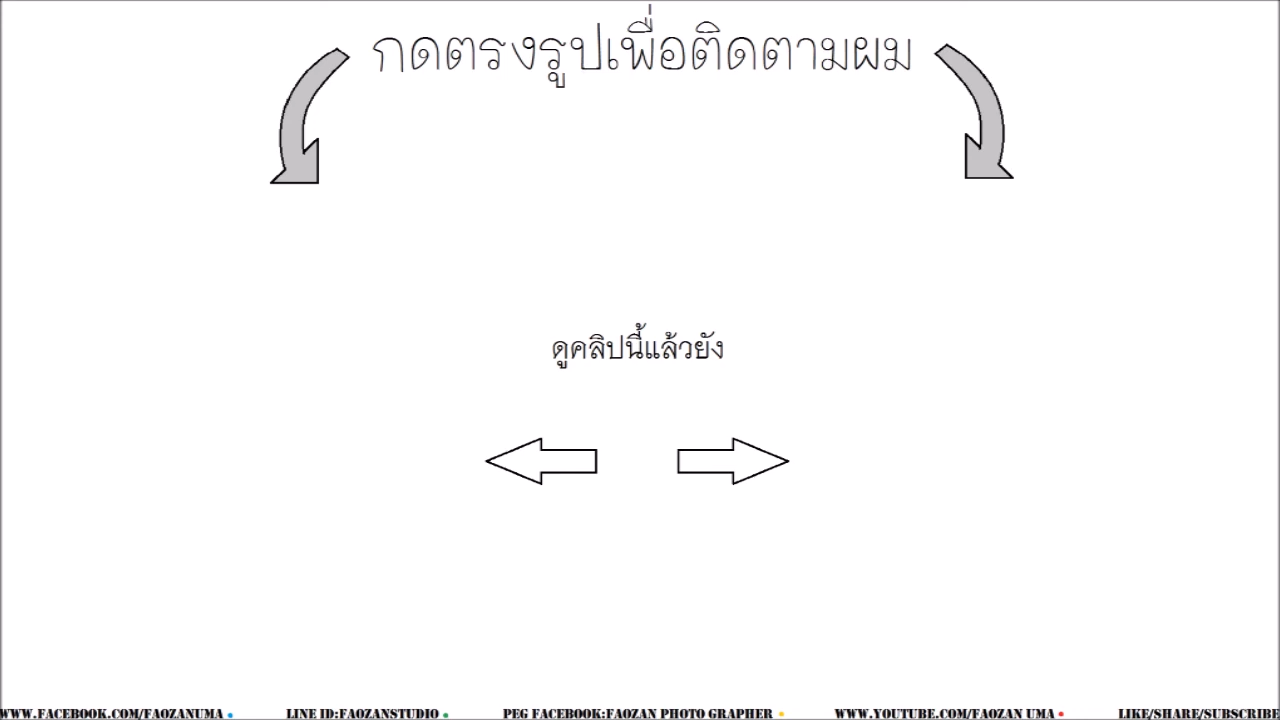 กดตรงรูปเพื่อติดตามผม
ดูคลิปนี้แล้วยัง
WWW.FACEBOOK.COM/FAOZANUMA LINE ID:FAOZANSTUDIO PEG FACEBOOK:FAOZAN PHOTO GRAPHER WWW.YOUTUBE.COM/FAOZAN UMA LIKE/SHARE/SUBSCRIBE